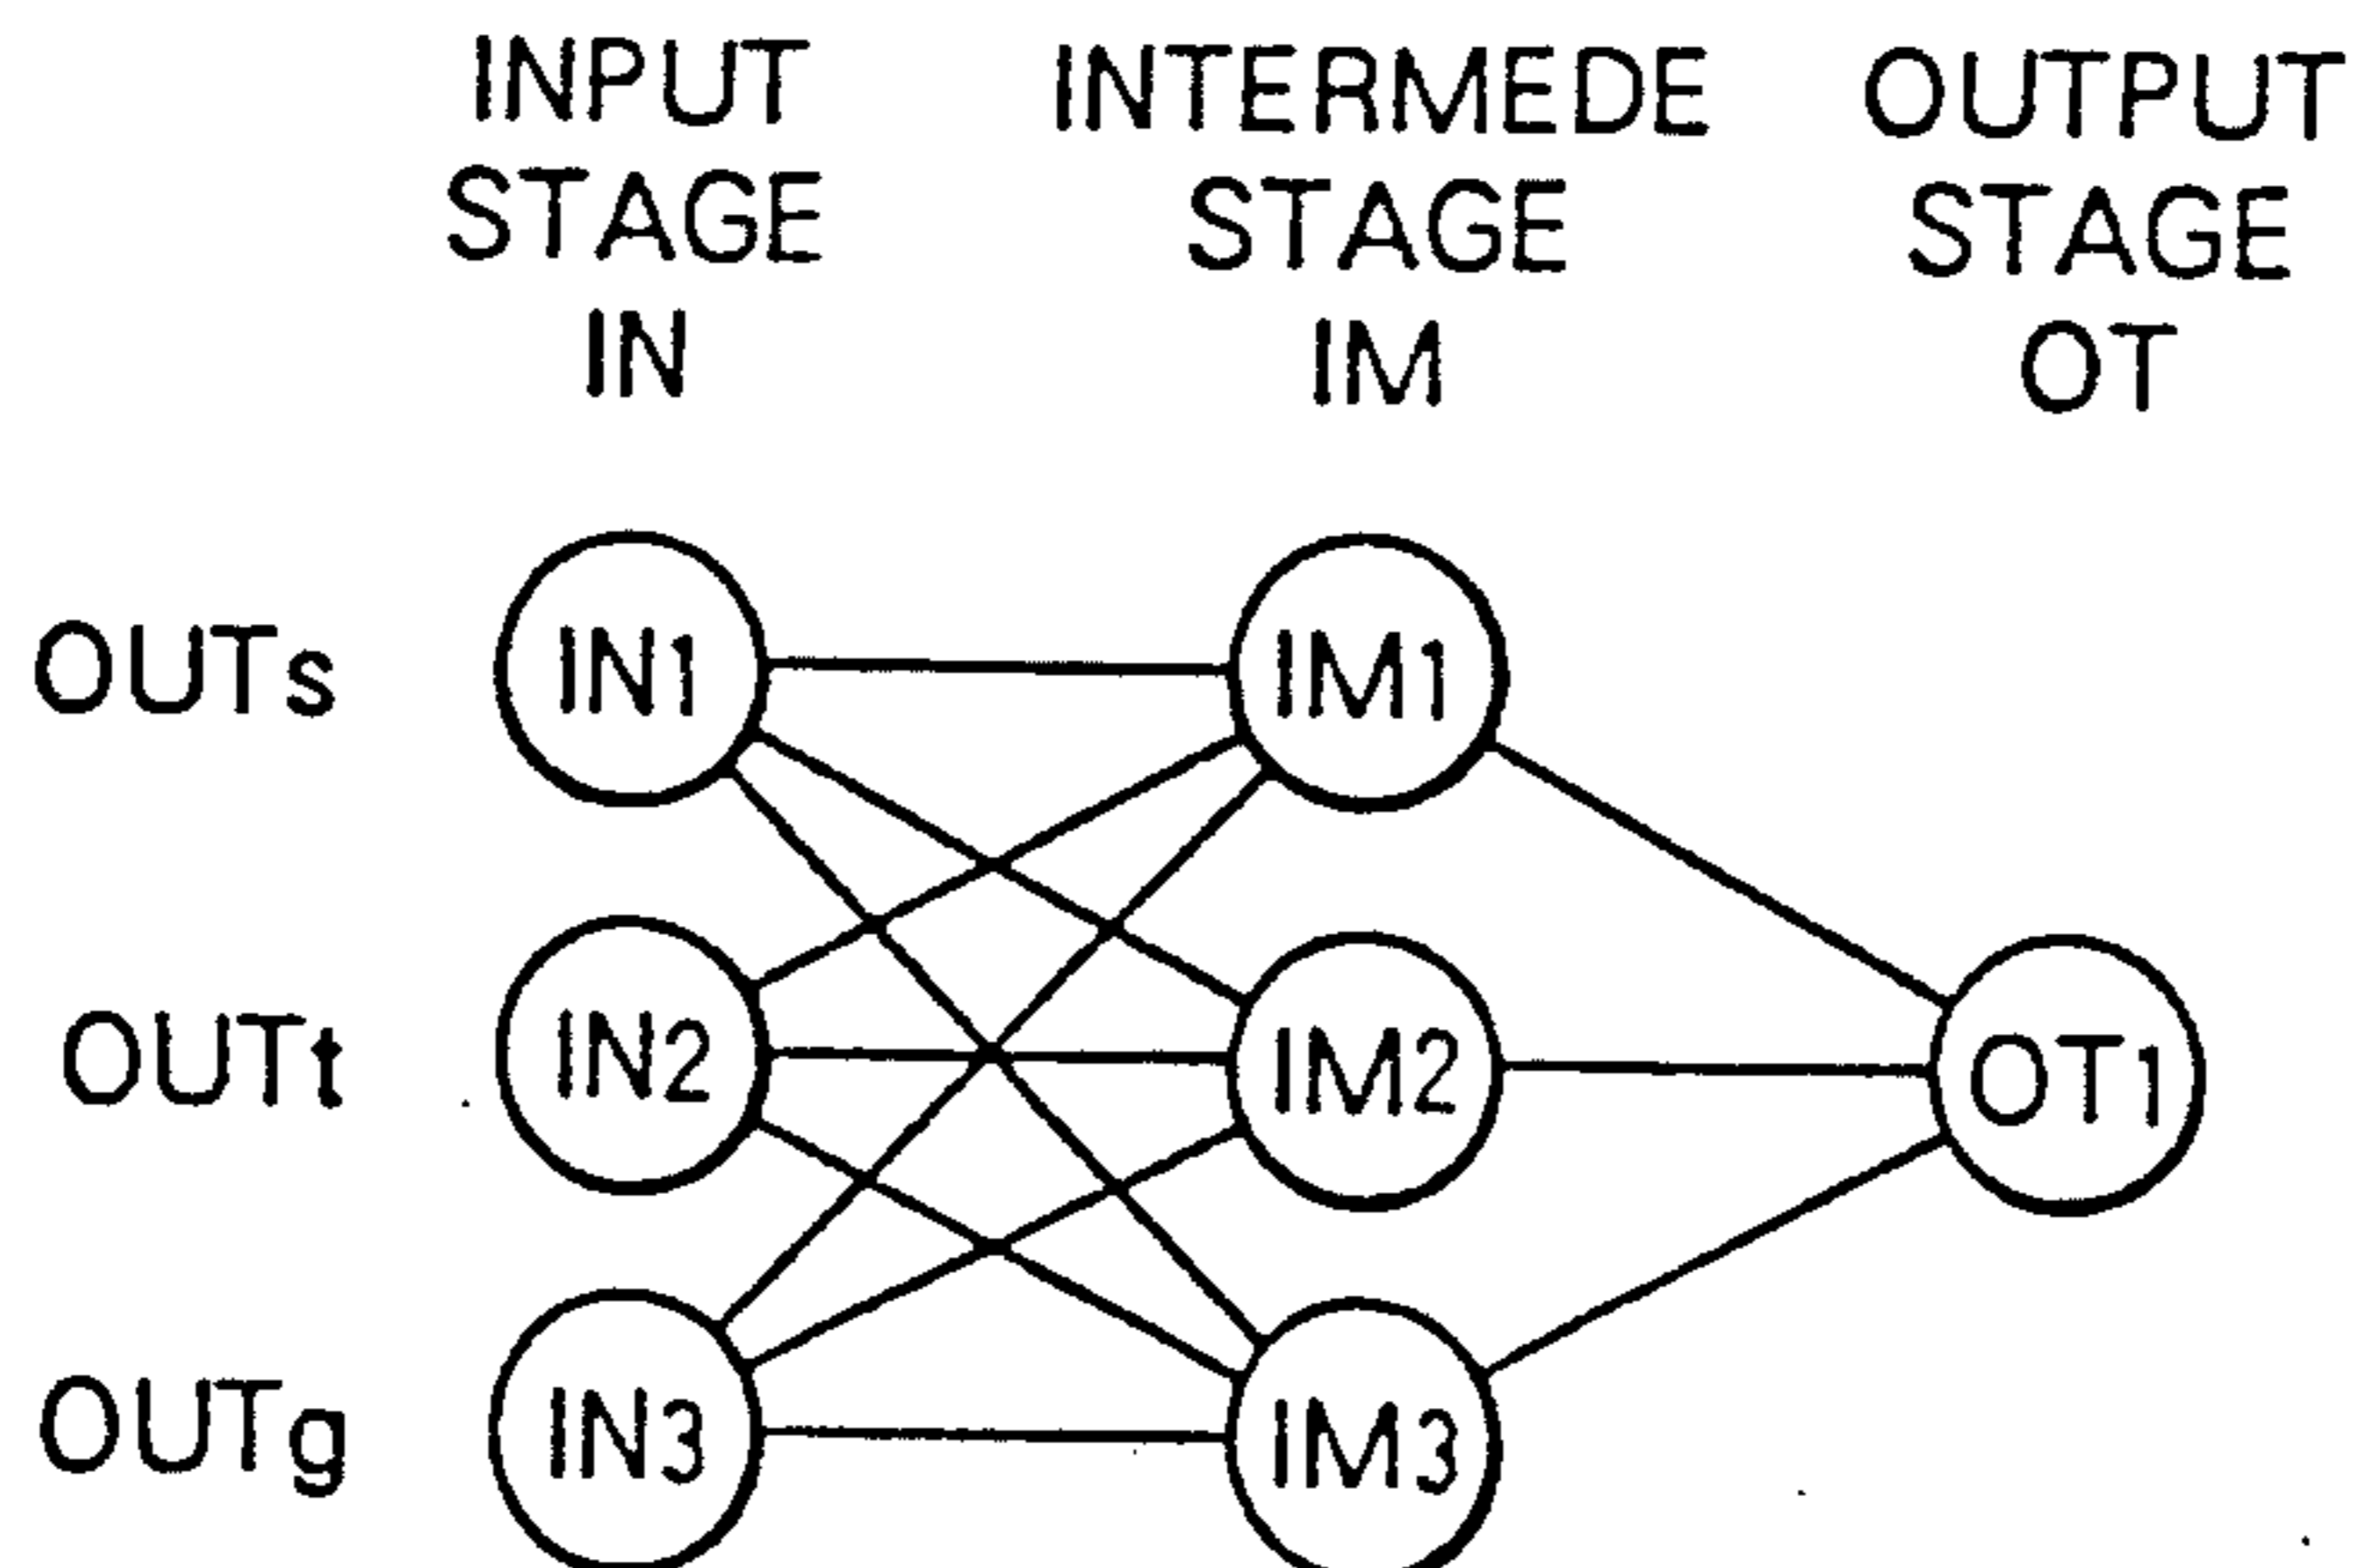 INPUT INTERMEDE OUTPUT
STAGE STAGE STAGE
IN IM OT
OUTs IN1 IM1
OUTt IN2 IM2 OT1
OUTg IN3 IM3